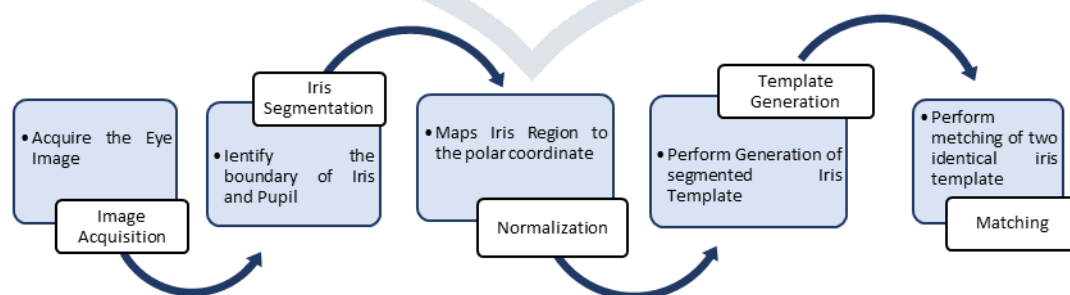 • Acquire the Eye
Image
Image
Acquisition
Iris
Segmentation
• Ientify the
boundary of Iris
and Pupil
• Maps Iris Region to
the polar coordinate
Normalization
Template
Generation
• Perform Generation of
segmented Iris
Template
• Perform
metching of two
identical iris
template
Matching